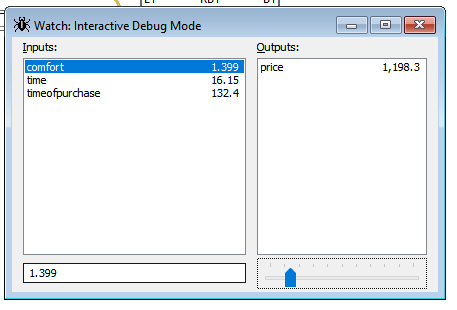 Watch: Interactive Debug Mode
Inputs: Outputs:
comfort 1.399 price 1,198.3
time 16.15
timeofpurchase 132.4
1.399